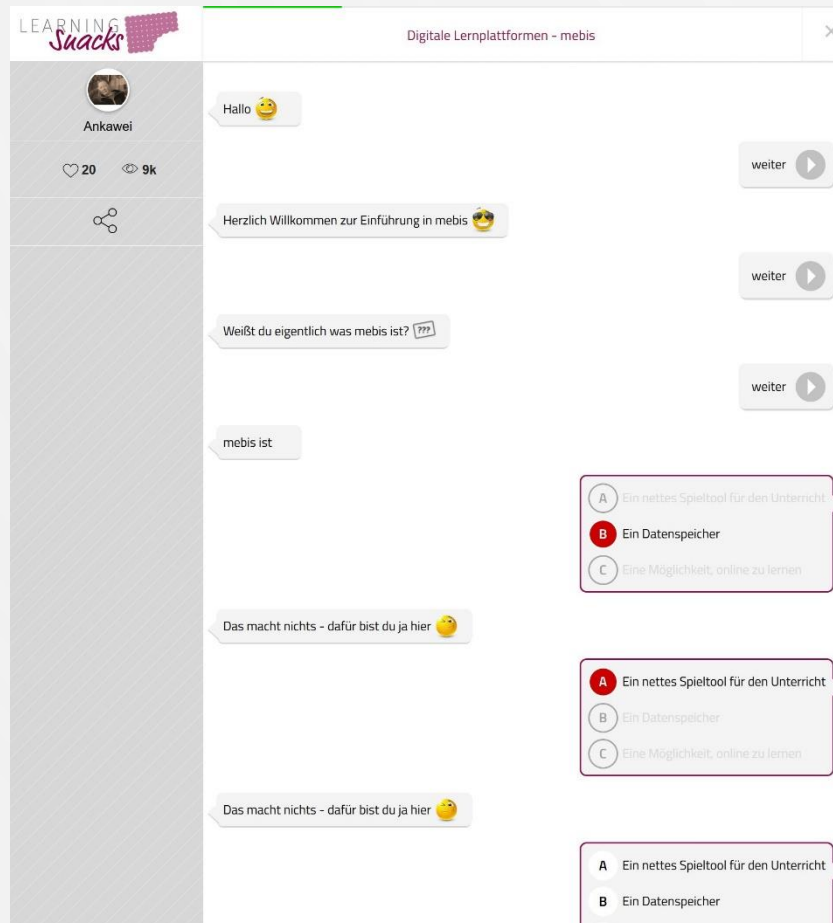 LEARNING
Snacks
Digitale Lernplattformen - mebis
Ankawei
20 9k
Hallo
weiter
Herzlich Willkommen zur Einführung in mebis
weiter
Weißt du eigentlich was mebis ist? ???
weiter
mebis ist
A Ein nettes Spieltool für den Unterricht
B Ein Datenspeicher
C Eine Möglichkeit, online zu lernen
Das macht nichts - dafür bist du ja hier
A Ein nettes Spieltool für den Unterricht
B Ein Datenspeicher
C Eine Möglichkeit, online zu lernen
Das macht nichts - dafür bist du ja hier
A Ein nettes Spieltool für den Unterricht
B Ein Datenspeicher